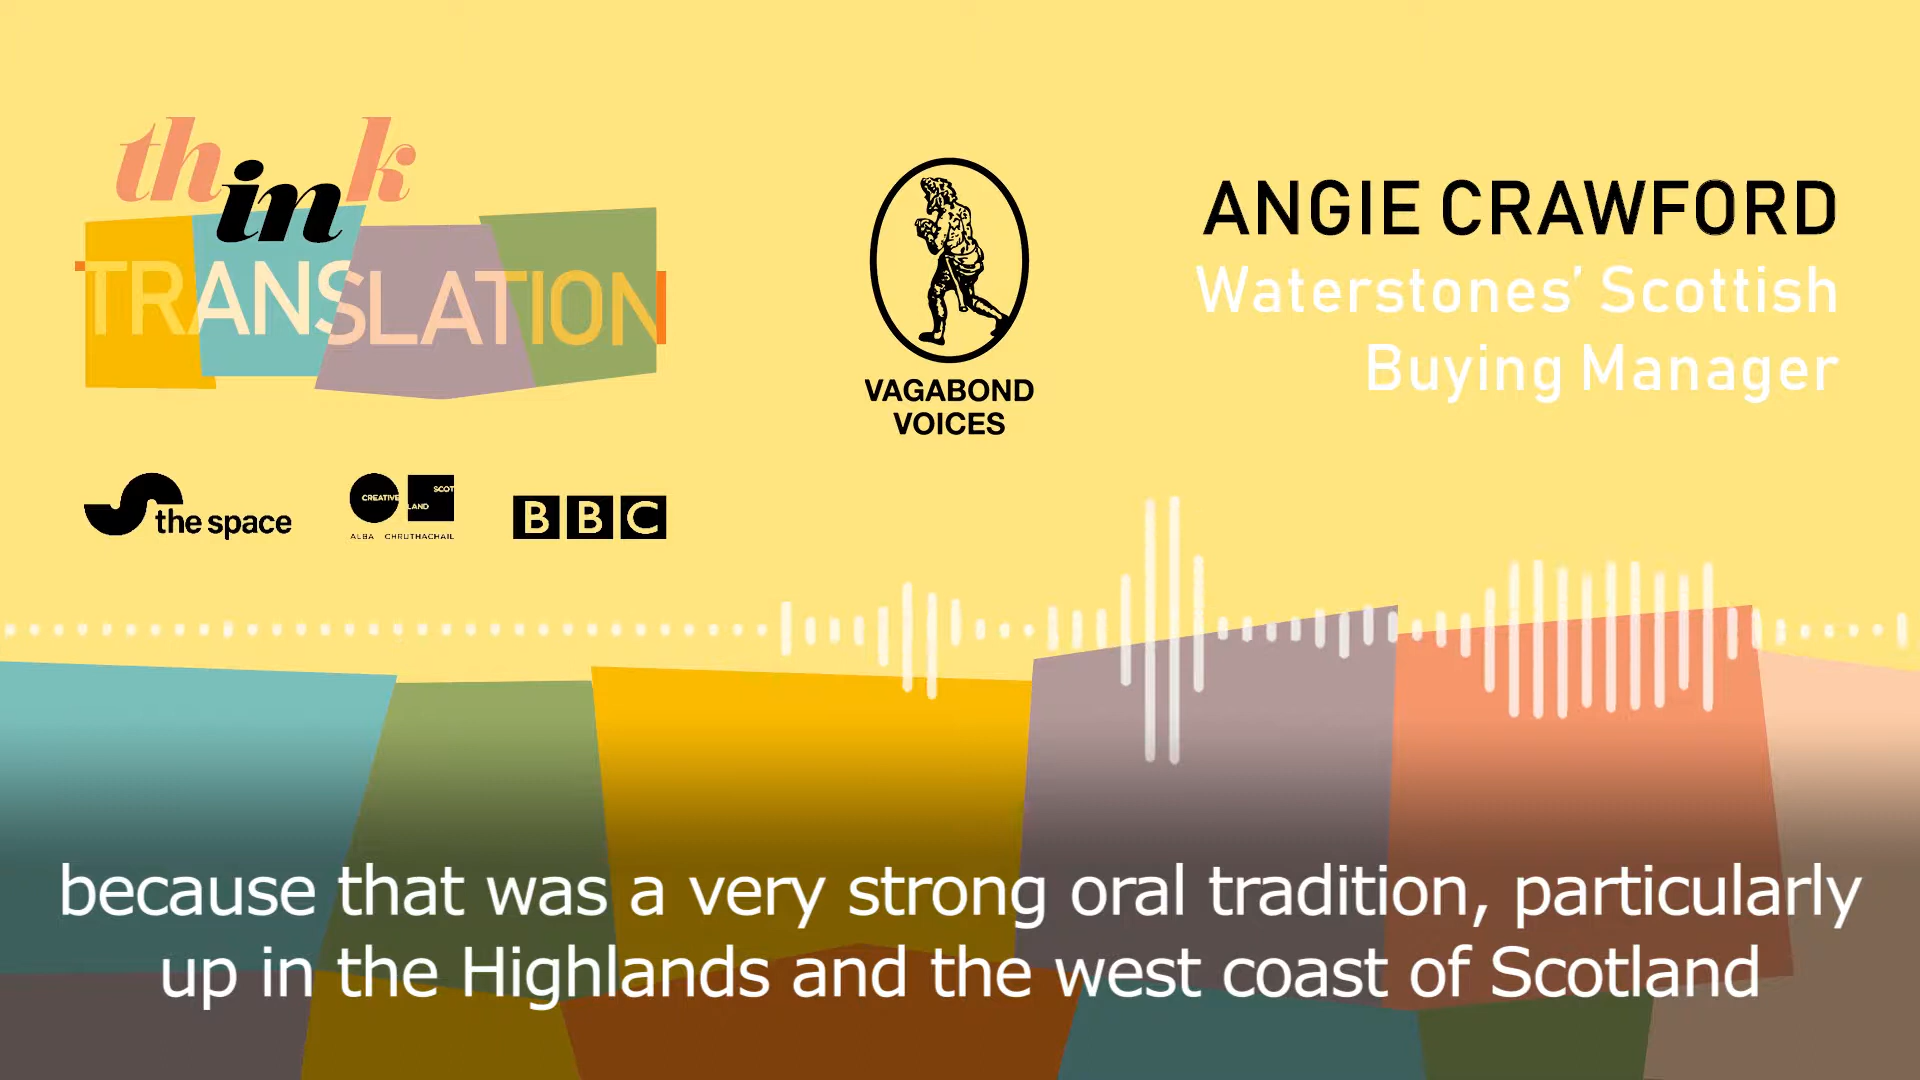 think
TRANSLATION
VAGABOND
VOICES
ANGIE CRAWFORD
Waterstones’ Scottish
Buying Manager
the space
CREATIVE SCOT
LAND
ALBA CHRUTHACHAIL
BBC
because that was a very strong oral tradition, particularly
up in the Highlands and the west coast of Scotland